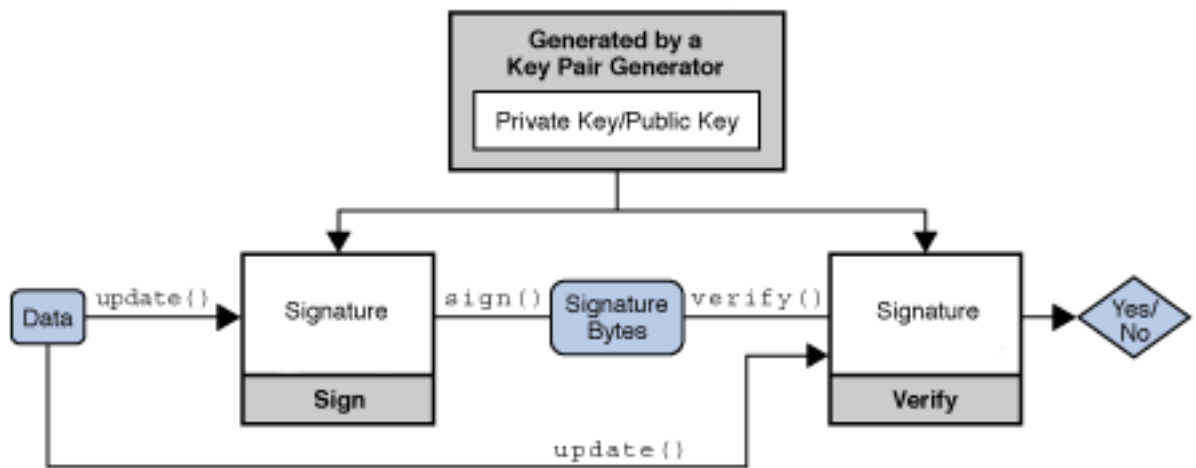 Generated by a
Key Pair Generator
Private Key/Public Key
Data
update()
Signature
Sign
sign()
Signature
Bytes
verify()
Signature
Verify
Yes/
No
update()